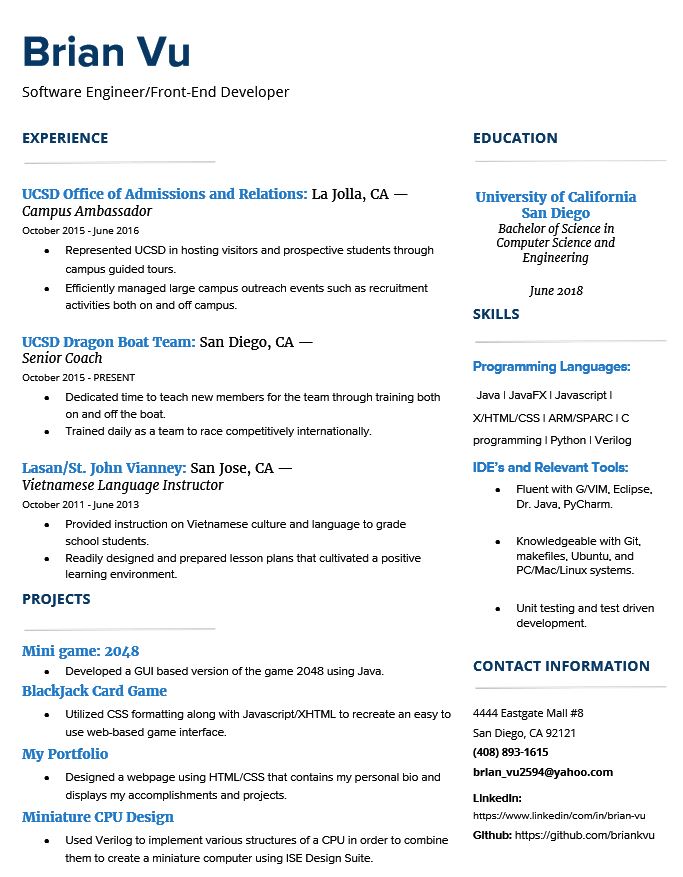 Brian Vu
Software Engineer/Front-End Developer
EXPERIENCE
UCSD Office of Admissions and Relations: La Jolla, CA —
Campus Ambassador
October 2015 - June 2016
• Represented UCSD in hosting visitors and prospective students through
campus guided tours.
• Efficiently managed large campus outreach events such as recruitment
activities both on and off campus.
UCSD Dragon Boat Team: San Diego, CA —
Senior Coach
October 2015 - PRESENT
• Dedicated time to teach new members for the team through training both
on and off the boat.
• Trained daily as a team to race competitively internationally.
Lasan/St. John Vianney: San Jose, CA —
Vietnamese Language Instructor
October 2011 - June 2013
• Provided instruction on Vietnamese culture and language to grade
school students.
• Readily designed and prepared lesson plans that cultivated a positive
learning environment.
PROJECTS
Mini game: 2048
• Developed a GUI based version of the game 2048 using Java.
BlackJack Card Game
• Utilized CSS formatting along with Javascript/XHTML to recreate an easy to
use web-based game interface.
My Portfolio
• Designed a webpage using HTML/CSS that contains my personal bio and
displays my accomplishments and projects.
Miniature CPU Design
• Used Verilog to implement various structures of a CPU in order to combine
them to create a miniature computer using ISE Design Suite.
EDUCATION
University of California
San Diego
Bachelor of Science in
Computer Science and
Engineering
June 2018
SKILLS
Programming Languages:
Java | JavaFX | Javascript |
X/HTML/CSS | ARM/SPARC | C
programming | Python | Verilog
IDE's and Relevant Tools:
• Fluent with G/VIM, Eclipse,
Dr. Java, PyCharm.
• Knowledgeable with Git,
makefiles, Ubuntu, and
PC/Mac/Linux systems.
• Unit testing and test driven
development.
CONTACT INFORMATION
4444 Eastgate Mall #8
San Diego, CA 92121
(408) 893-1615
brian_vu2594@yahoo.com
LinkedIn:
https://www.linkedin/com/in/brian-vu
Github: https://github.com/briankvu